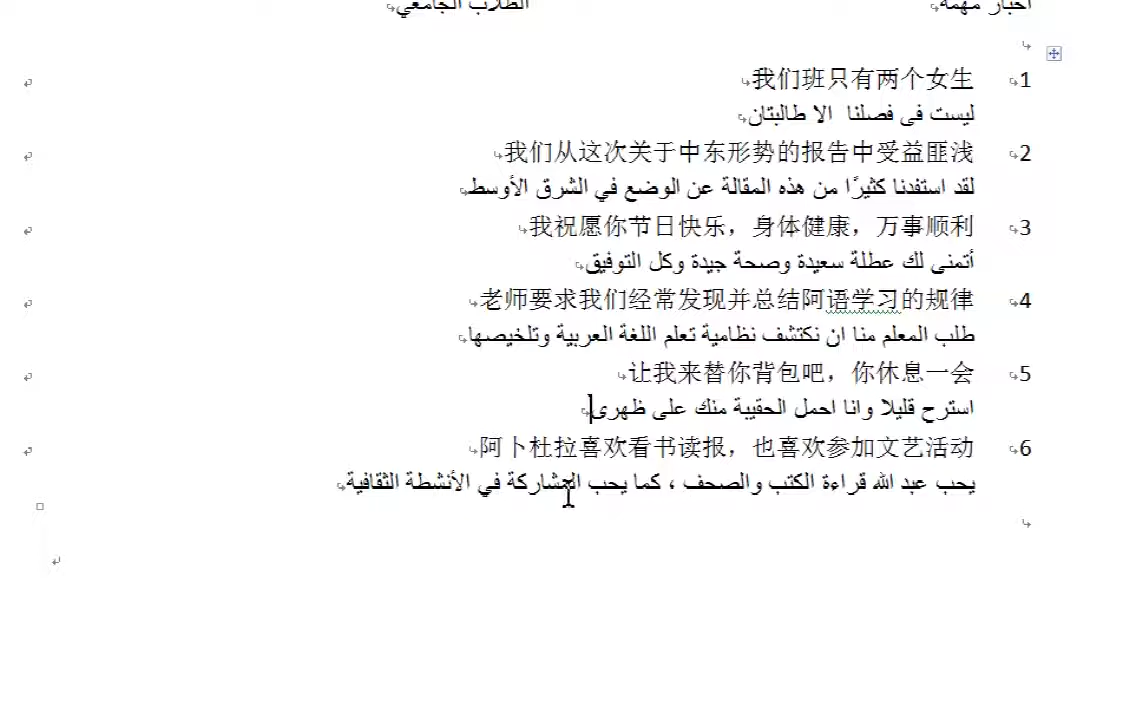 أخبار مهمة
الطلاب الجامعي
1 我们班只有两个女生
ليست فى فصلنا الا طالبتان
2 我们从这次关于中东形势的报告中受益匪浅
لقد استفدنا كثيرًا من هذه المقالة عن الوضع في الشرق الأوسط
3 我祝愿你节日快乐，身体健康，万事顺利
أتمنى لك عطلة سعيدة وصحة جيدة وكل التوفيق
4 老师要求我们经常发现并总结阿语学习的规律
طلب المعلم منا ان نكتشف نظامية تعلم اللغة العربية وتلخيصها
5 让我来替你背包吧，你休息一会
استرح قليلا وانا احمل الحقيبة منك على ظهرى
6 阿卜杜拉喜欢看书读报，也喜欢参加文艺活动
يحب عبد الله قراءة الكتب والصحف ، كما يحب المشاركة في الأنشطة الثقافية